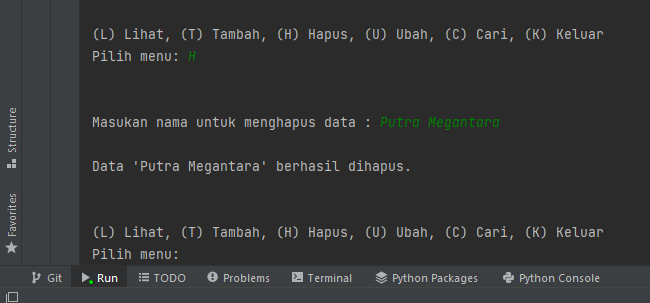 (L) Lihat, (T) Tambah, (H) Hapus, (U) Ubah, (C) Cari, (K) Keluar
Pilih menu: H
Masukan nama untuk menghapus data : Putra Megantara
Data 'Putra Megantara' berhasil dihapus.
(L) Lihat, (T) Tambah, (H) Hapus, (U) Ubah, (C) Cari, (K) Keluar
Pilih menu:
Structure
Favorites
Git Run TODO Problems Terminal Python Packages Python Console